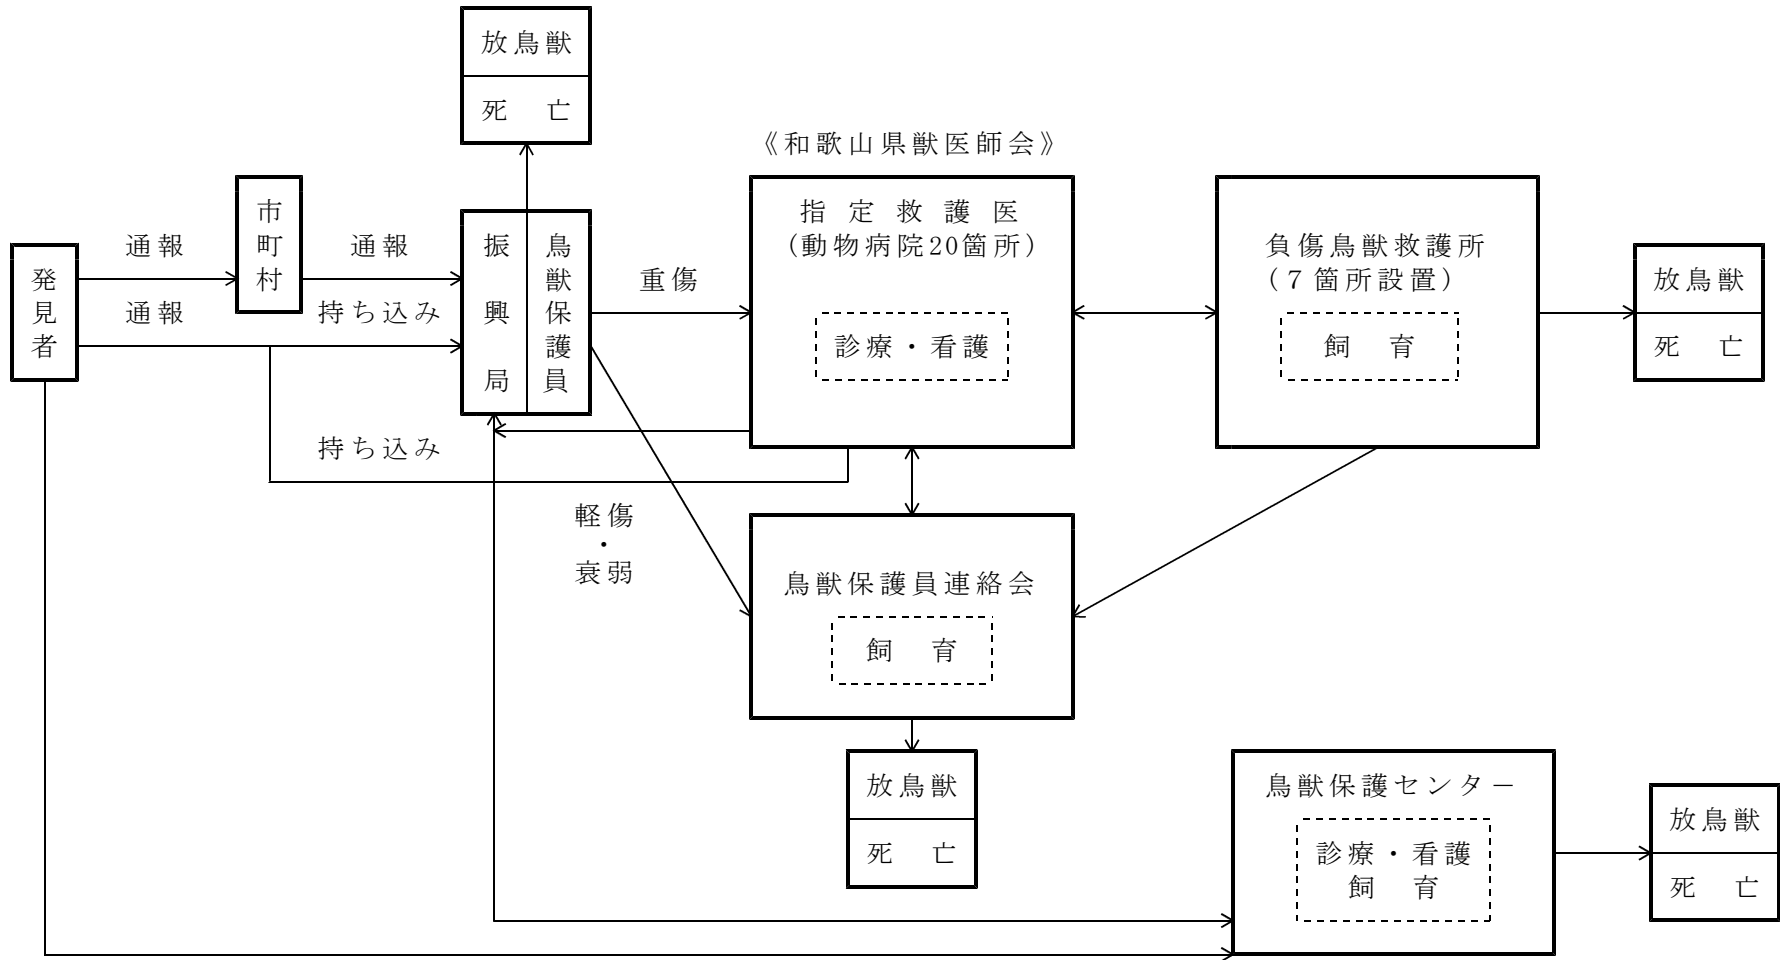 放鳥獣
死　亡
《和歌山県獣医師会》
発見者
通報
通報
市町村
通報
持ち込み
持ち込み
振興局
鳥獣保護員
重傷
軽傷
・
衰弱
指定救護医
(動物病院20箇所)
診療・看護
負傷鳥獣救護所
(７箇所設置)
飼　育
放鳥獣
死　亡
鳥獣保護員連絡会
飼　育
放鳥獣
死　亡
鳥獣保護センター
診療・看護
飼　育
放鳥獣
死　亡